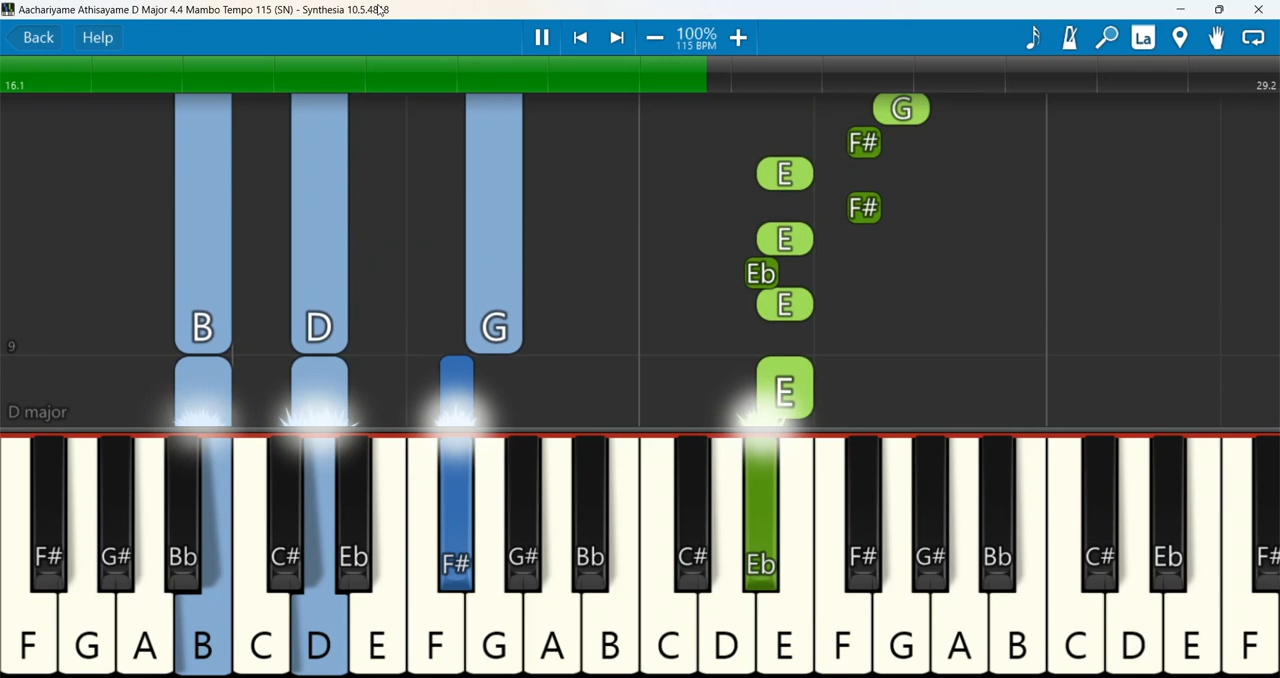 Aachariyame Athisayame D Major 4.4 Mambo Tempo 115 (SN) - Synthesia 10.5.4868
Back Help 100% La
115 BPM
16.1 29.2
G
F#
E
F#
E
Eb
E
B D G
9
E
D major
F# G# Bb C# Eb F# G# Bb C# Eb F# G# Bb C# Eb F#
F G A B C D E F G A B C D E F G A B C D E F